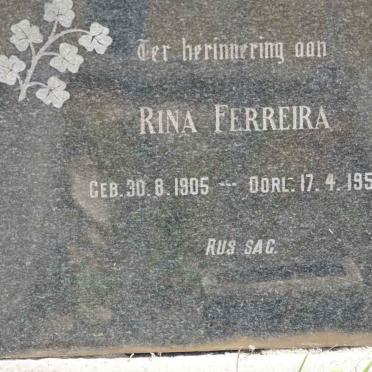 Ter herinnering aan
RINA FERREIRA
GEB. 30. 8. 1905 --- OORL. 17. 4. 195
RUS SAG.